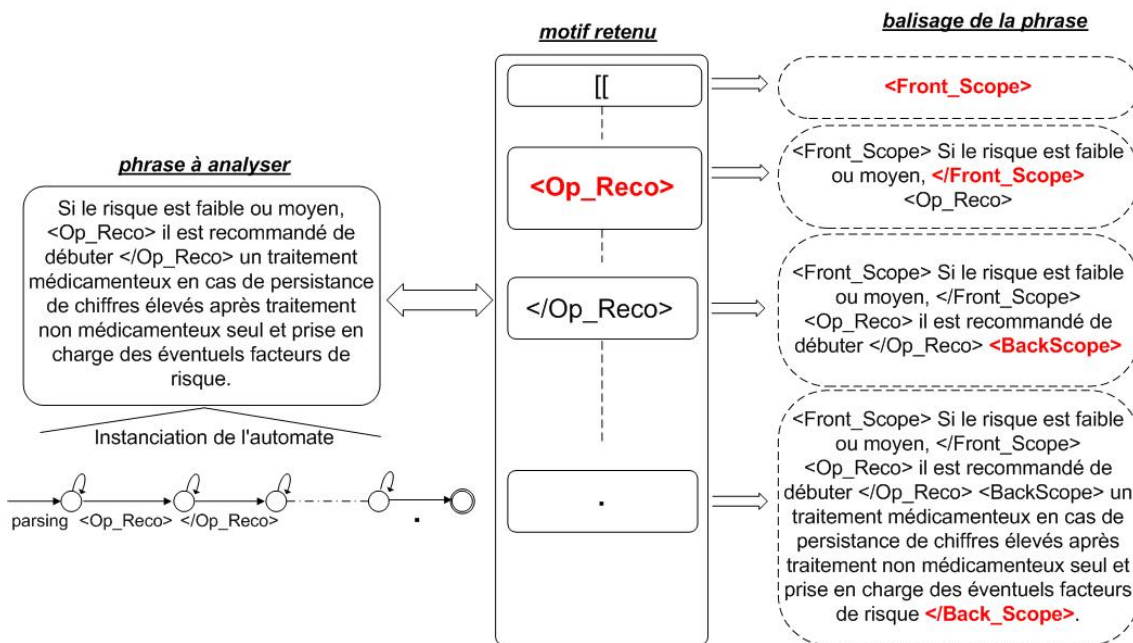 phrase à analyser
Si le risque est faible ou moyen,
<Op_Reco> il est recommandé de
débuter </Op_Reco> un traitement
médicamenteux en cas de persistance
de chiffres élevés après traitement
non médicamenteux seul et prise en
charge des éventuels facteurs de
risque.
Instanciation de l'automate
parsing <Op_Reco> </Op_Reco> .
motif retenu
[[
<Op_Reco>
</Op_Reco>
.
balisage de la phrase
<Front_Scope>
<Front_Scope> Si le risque est faible
ou moyen, </Front_Scope>
<Op_Reco>
<Front_Scope> Si le risque est faible
ou moyen, </Front_Scope>
<Op_Reco> il est recommandé de
débuter </Op_Reco> <BackScope>
<Front_Scope> Si le risque est faible
ou moyen, </Front_Scope>
<Op_Reco> il est recommandé de
débuter </Op_Reco> <BackScope> un
traitement médicamenteux en cas de
persistance de chiffres élevés après
traitement non médicamenteux seul et
prise en charge des éventuels facteurs
de risque </Back_Scope>.